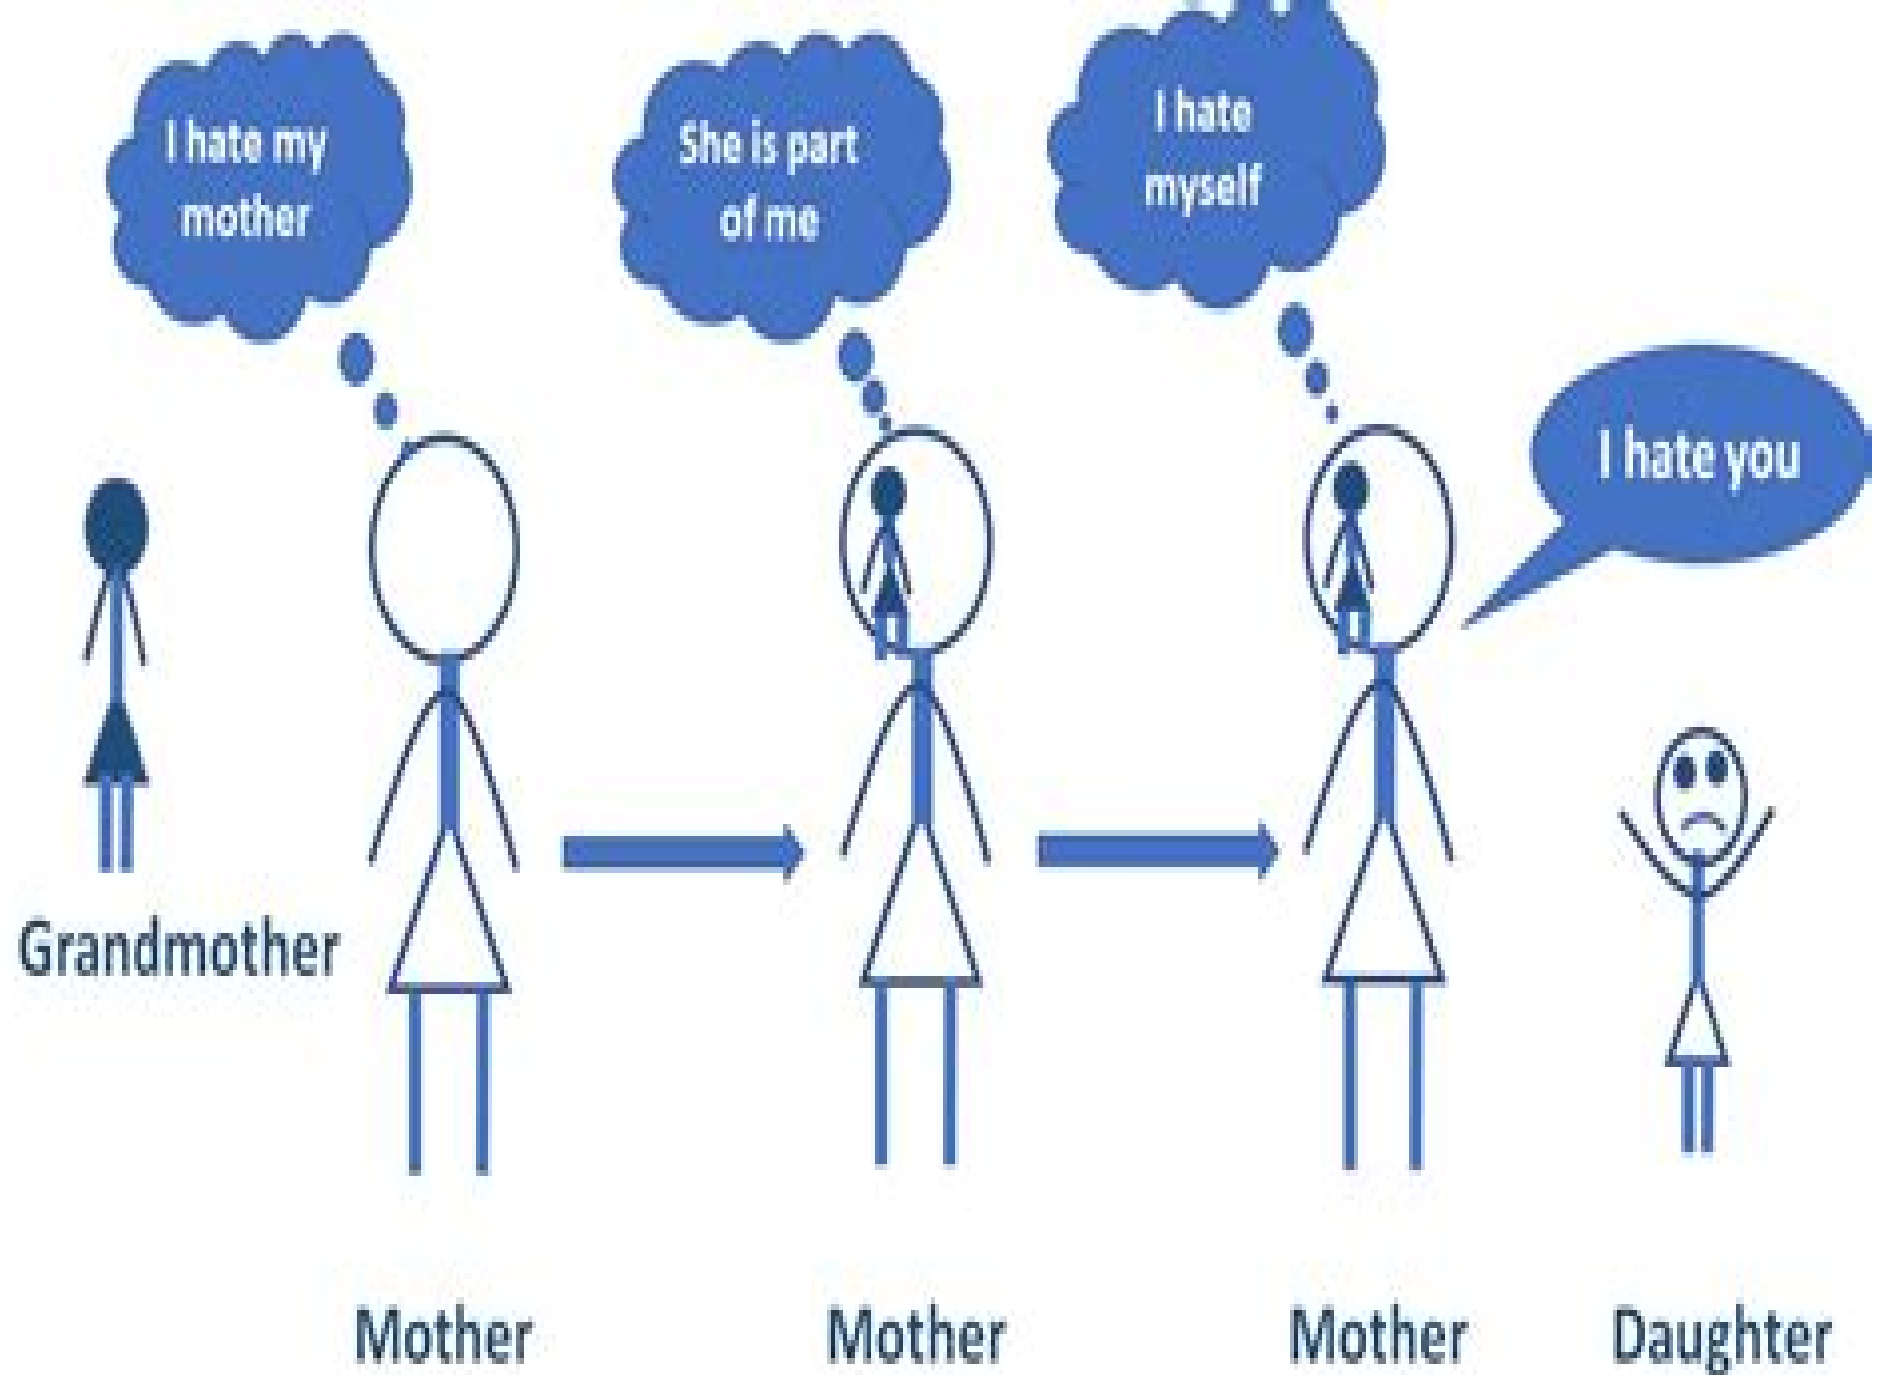 I hate my
mother
She is part
of me
I hate
myself
I hate you
Grandmother
Mother
Mother
Mother
Daughter